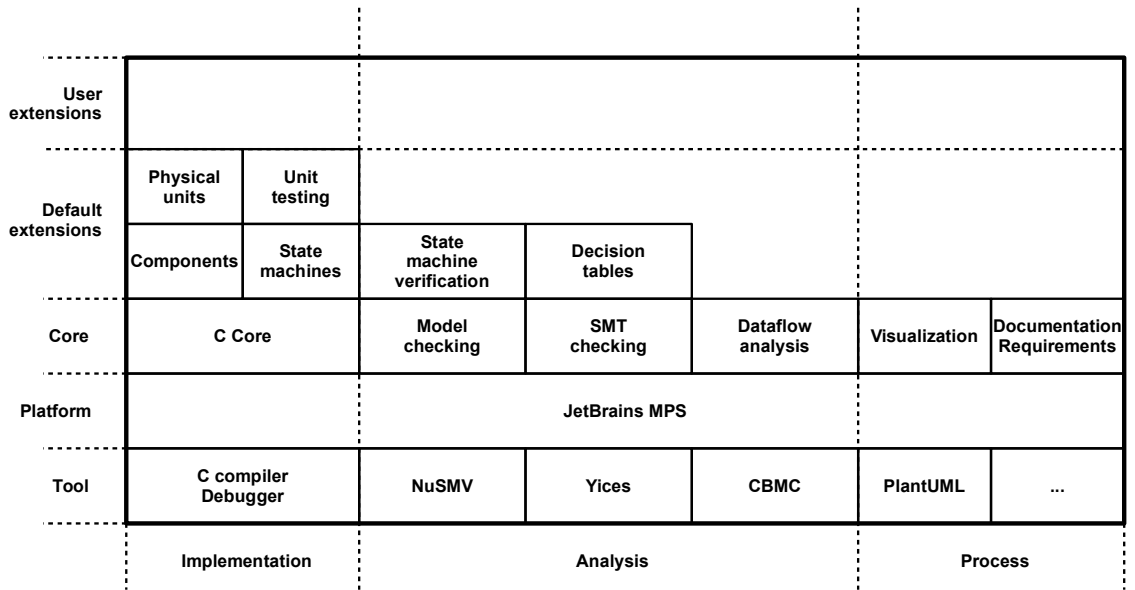 User
extensions
Physical
units
Unit
testing
Default
extensions
Components
State
machines
State
machine
verification
Decision
tables
Core
C Core
Model
checking
SMT
checking
Dataflow
analysis
Visualization
Documentation
Requirements
Platform
JetBrains MPS
Tool
C compiler
Debugger
NuSMV
Yices
CBMC
PlantUML
...
Implementation
Analysis
Process